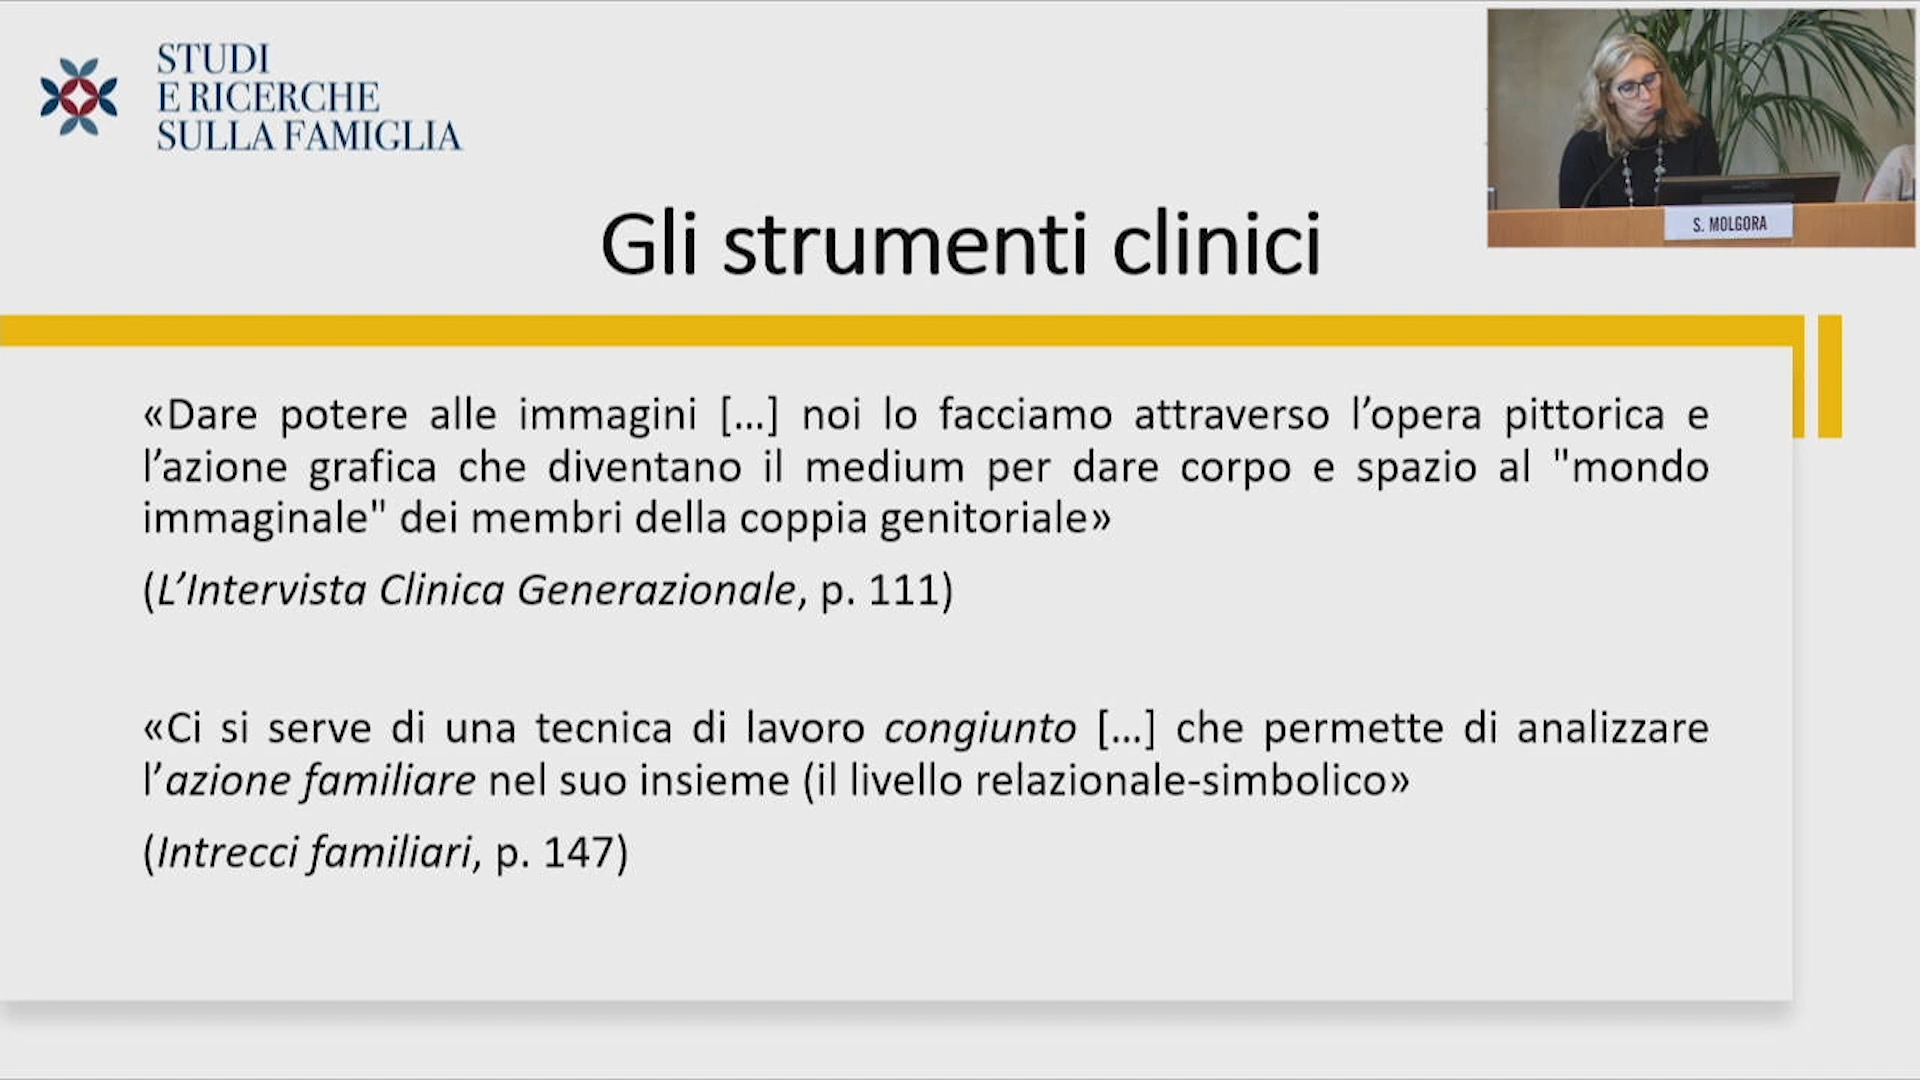 STUDI
E RICERCHE
SULLA FAMIGLIA
S. MOLGORA
Gli strumenti clinici
«Dare potere alle immagini [...] noi lo facciamo attraverso l’opera pittorica e
l’azione grafica che diventano il medium per dare corpo e spazio al "mondo
immaginale" dei membri della coppia genitoriale»
(L’Intervista Clinica Generazionale, p. 111)
«Ci si serve di una tecnica di lavoro congiunto [...] che permette di analizzare
l’azione familiare nel suo insieme (il livello relazionale-simbolico»
(Intrecci familiari, p. 147)